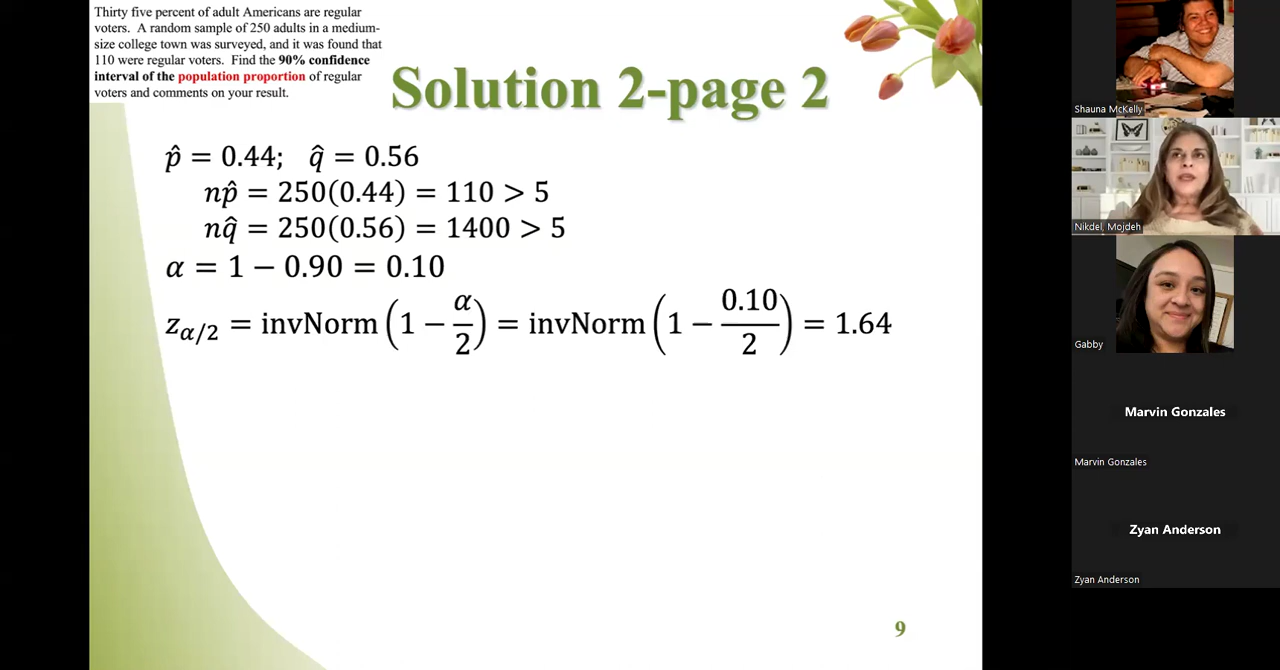 Thirty five percent of adult Americans are regular
voters. A random sample of 250 adults in a medium-
size college town was surveyed, and it was found that
110 were regular voters. Find the 90% confidence
interval of the population proportion of regular
voters and comments on your result.
Solution 2-page 2
p̂ = 0.44; q̂ = 0.56
np̂ = 250(0.44) = 110 > 5
nq̂ = 250(0.56) = 1400 > 5
α = 1 − 0.90 = 0.10
z_{α/2} = invNorm(1 − α/2) = invNorm(1 − 0.10/2) = 1.64
9
Shauna McKelly
Nikdel, Mojdeh
Gabby
Marvin Gonzales
Marvin Gonzales
Zyan Anderson
Zyan Anderson